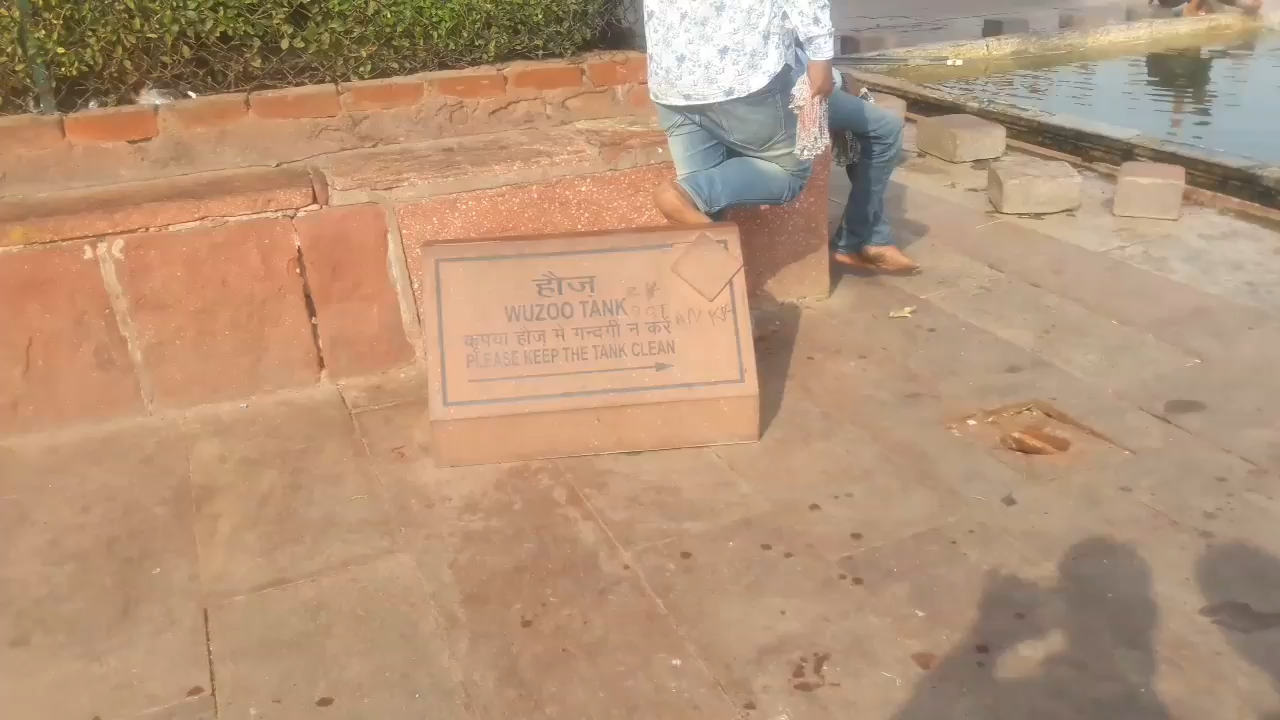 हौज़
WUZOO TANK
कृपया हौज मे गन्दगी न करे
PLEASE KEEP THE TANK CLEAN